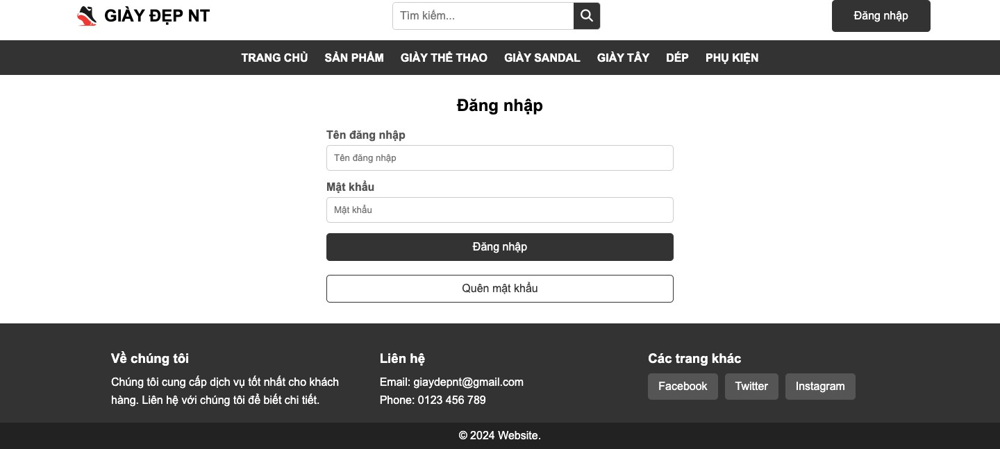 GIÀY ĐẸP NT
Tìm kiếm...
Đăng nhập
TRANG CHỦ SẢN PHẨM GIÀY THỂ THAO GIÀY SANDAL GIÀY TÂY DÉP PHỤ KIỆN
Đăng nhập
Tên đăng nhập
Tên đăng nhập
Mật khẩu
Mật khẩu
Đăng nhập
Quên mật khẩu
Về chúng tôi
Chúng tôi cung cấp dịch vụ tốt nhất cho khách
hàng. Liên hệ với chúng tôi để biết chi tiết.
Liên hệ
Email: giaydepnt@gmail.com
Phone: 0123 456 789
Các trang khác
Facebook Twitter Instagram
© 2024 Website.